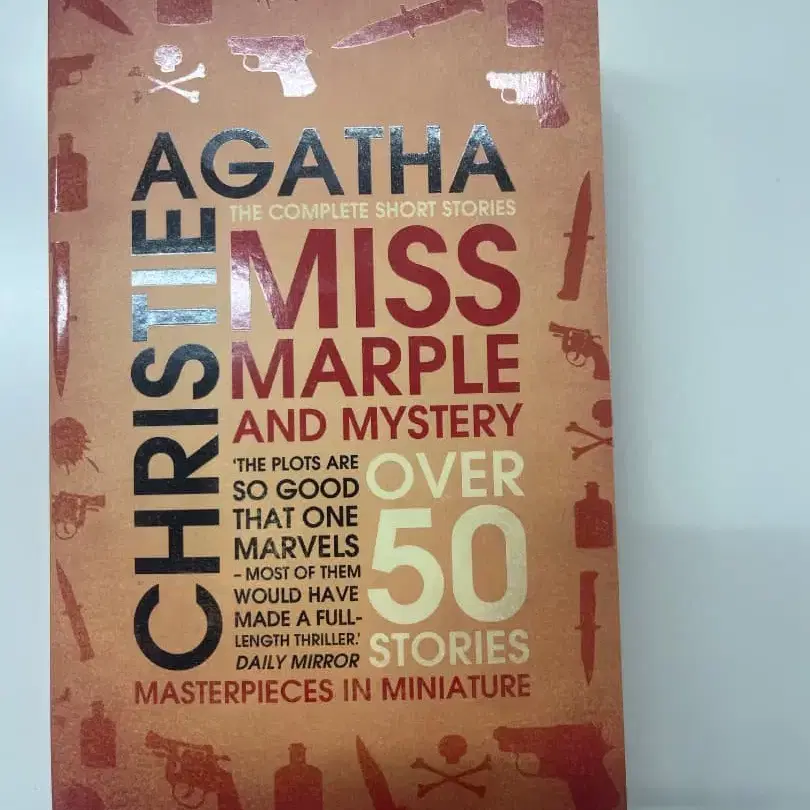 AGATHA
CHRISTIE
THE COMPLETE SHORT STORIES
MISS
MARPLE
AND MYSTERY
'THE PLOTS ARE
SO GOOD
THAT ONE
MARVELS
– MOST OF THEM
WOULD HAVE
MADE A FULL-
LENGTH THRILLER.'
DAILY MIRROR
OVER
50
STORIES
MASTERPIECES IN MINIATURE